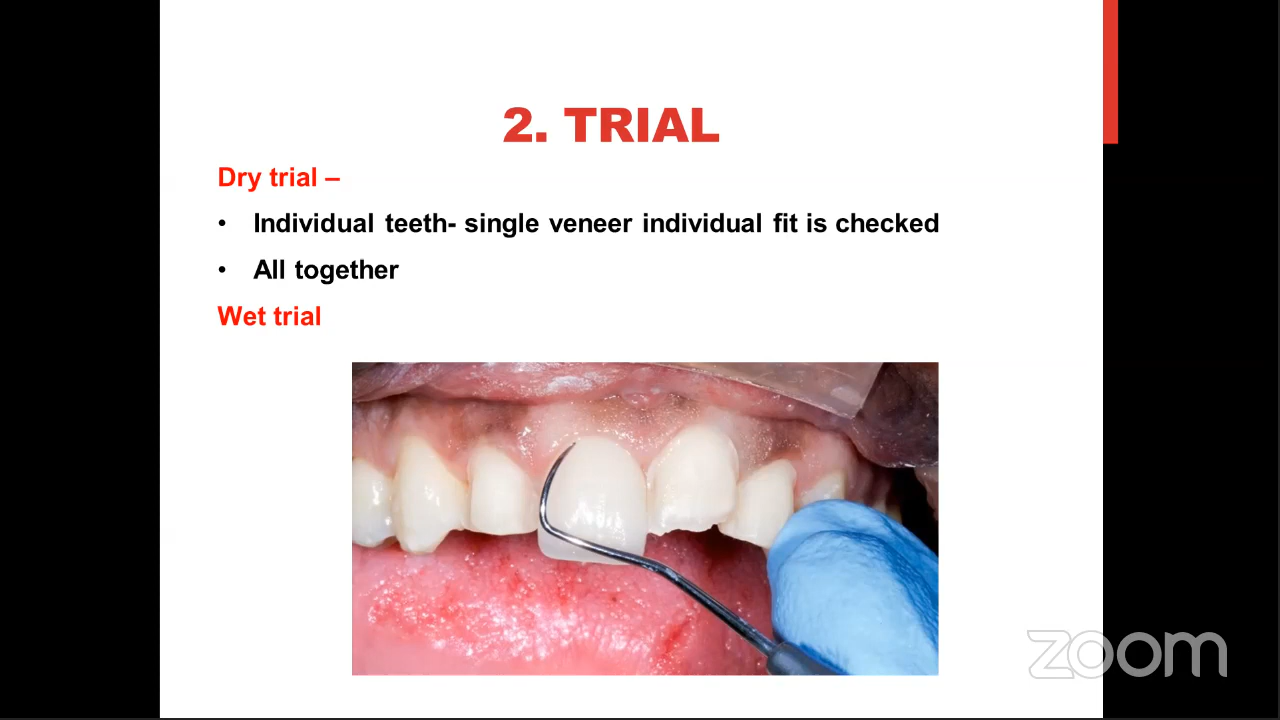 2. TRIAL
Dry trial –
• Individual teeth- single veneer individual fit is checked
• All together
Wet trial
zoom